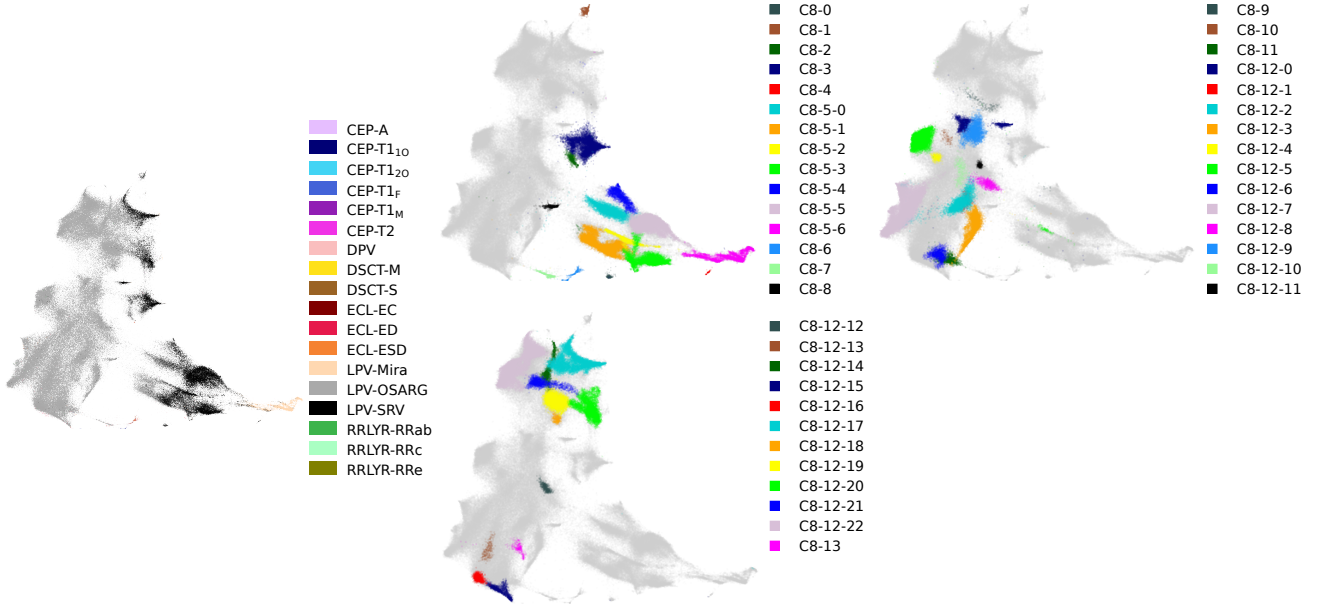 CEP-A
CEP-T1₁O
CEP-T1₂O
CEP-T1F
CEP-T1M
CEP-T2
DPV
DSCT-M
DSCT-S
ECL-EC
ECL-ED
ECL-ESD
LPV-Mira
LPV-OSARG
LPV-SRV
RRLYR-RRab
RRLYR-RRc
RRLYR-RRe
C8-0
C8-1
C8-2
C8-3
C8-4
C8-5-0
C8-5-1
C8-5-2
C8-5-3
C8-5-4
C8-5-5
C8-5-6
C8-6
C8-7
C8-8
C8-9
C8-10
C8-11
C8-12-0
C8-12-1
C8-12-2
C8-12-3
C8-12-4
C8-12-5
C8-12-6
C8-12-7
C8-12-8
C8-12-9
C8-12-10
C8-12-11
C8-12-12
C8-12-13
C8-12-14
C8-12-15
C8-12-16
C8-12-17
C8-12-18
C8-12-19
C8-12-20
C8-12-21
C8-12-22
C8-13